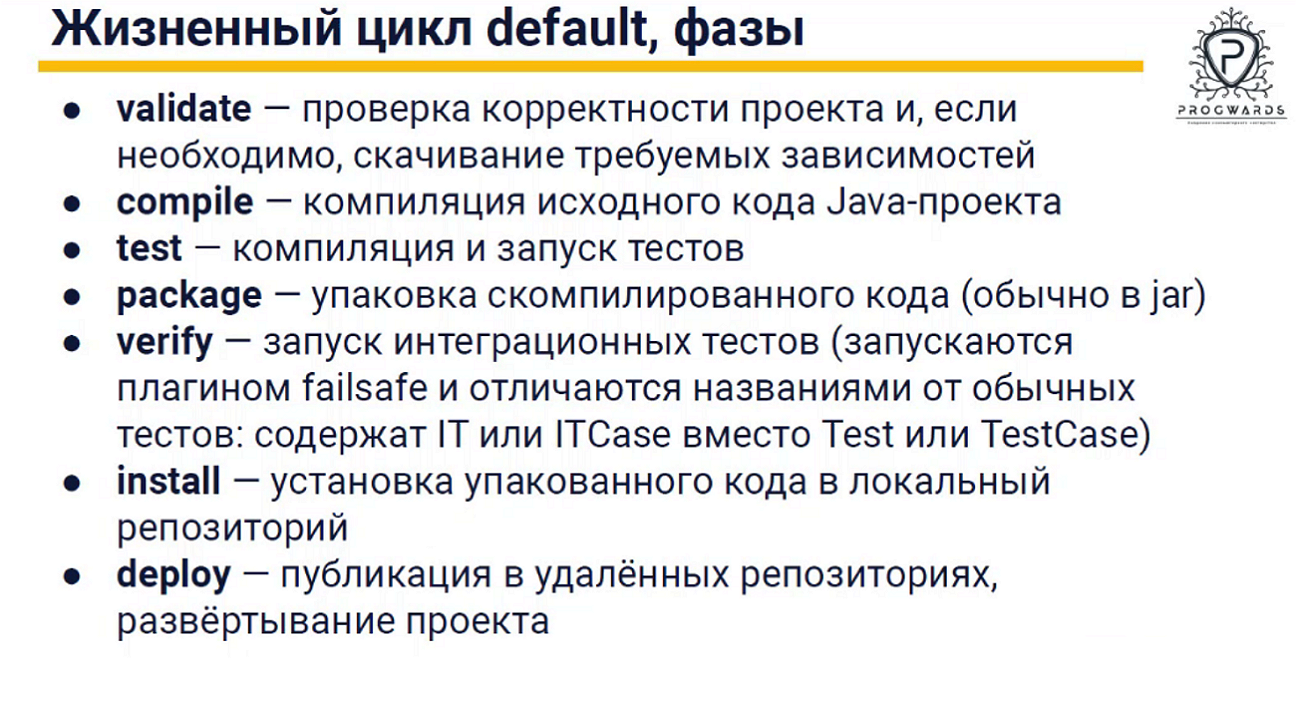 Жизненный цикл default, фазы
PROGWARDS
● validate — проверка корректности проекта и, если
необходимо, скачивание требуемых зависимостей
● compile — компиляция исходного кода Java-проекта
● test — компиляция и запуск тестов
● package — упаковка скомпилированного кода (обычно в jar)
● verify — запуск интеграционных тестов (запускаются
плагином failsafe и отличаются названиями от обычных
тестов: содержат IT или ITCase вместо Test или TestCase)
● install — установка упакованного кода в локальный
репозиторий
● deploy — публикация в удалённых репозиториях,
развёртывание проекта